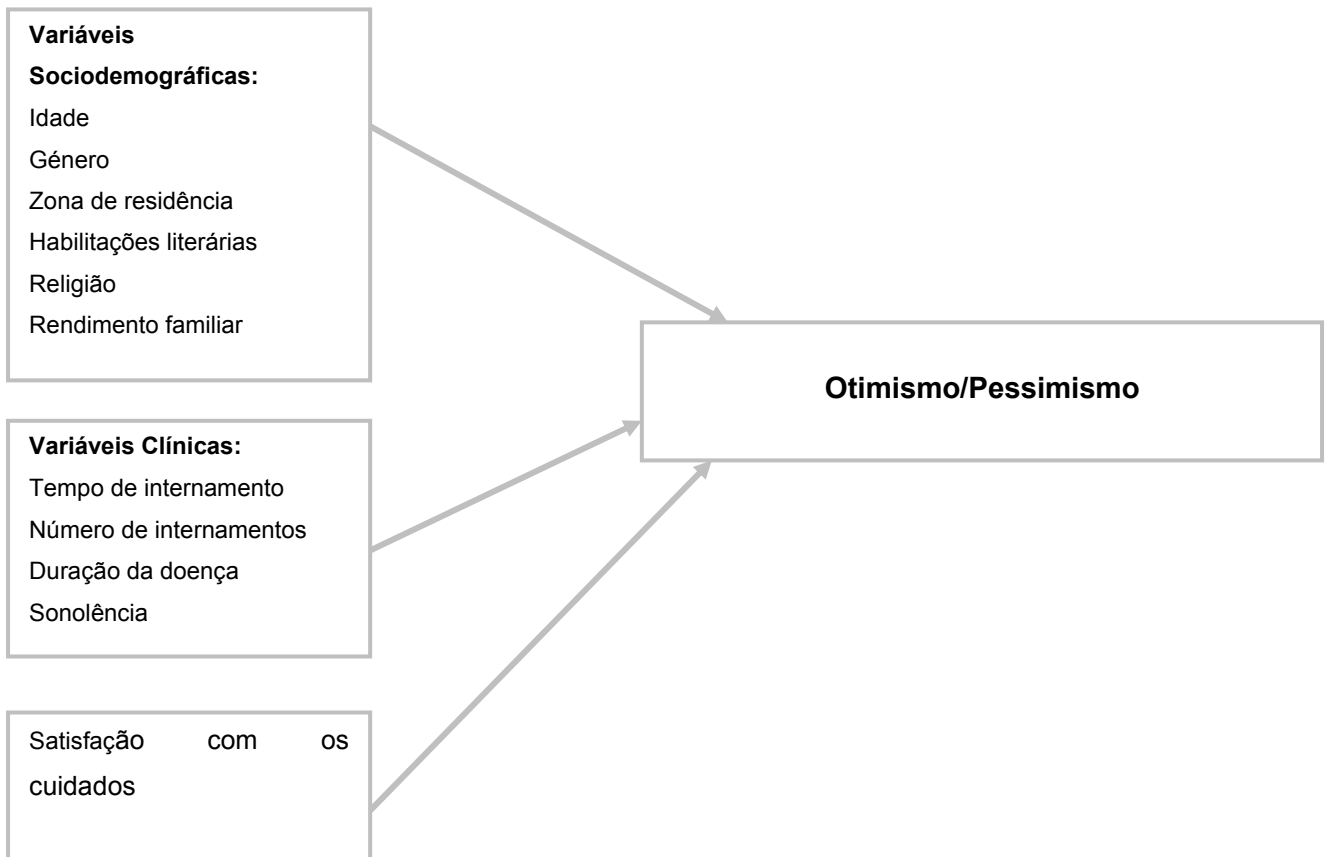 Variáveis
Sociodemográficas:
Idade
Género
Zona de residência
Habilitações literárias
Religião
Rendimento familiar
Otimismo/Pessimismo
Variáveis Clínicas:
Tempo de internamento
Número de internamentos
Duração da doença
Sonolência
Satisfação com os
cuidados